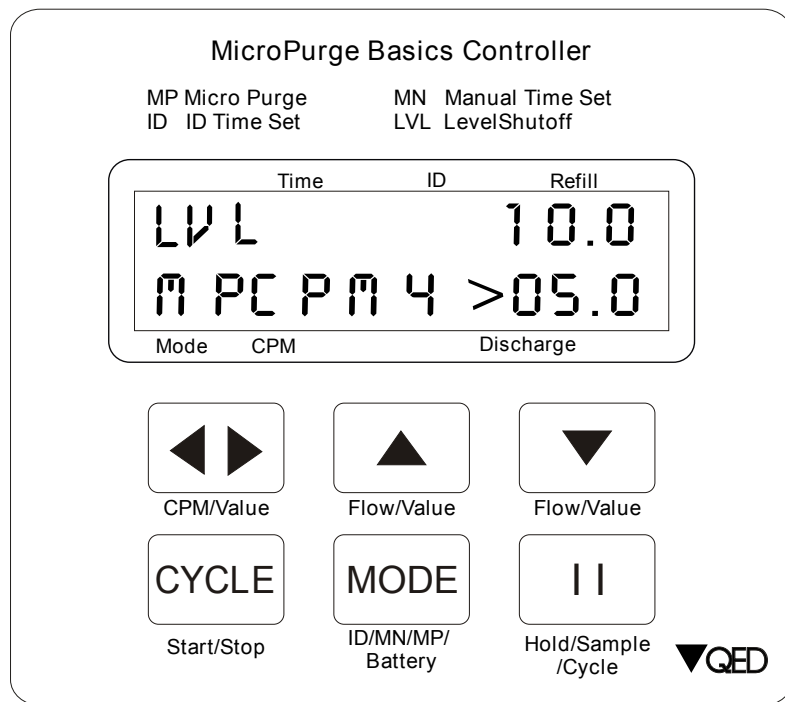 MicroPurge Basics Controller
MP Micro Purge MN Manual Time Set
ID ID Time Set LVL LevelShutoff
Time ID Refill
LVL 10.0
M PC PM 4 >05.0
Mode CPM Discharge
CPM/Value Flow/Value Flow/Value
CYCLE MODE II
Start/Stop ID/MN/MP/ Hold/Sample
Battery /Cycle
QED